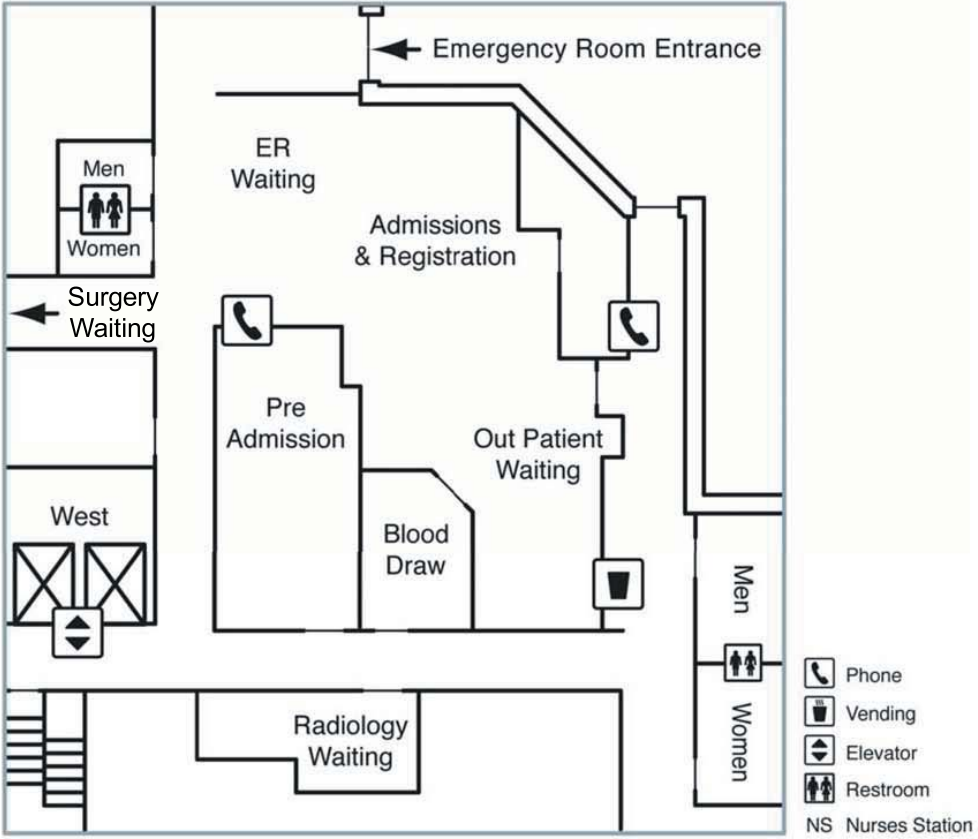 Emergency Room Entrance
ER
Waiting
Men
Women
Admissions
& Registration
Surgery
Waiting
Pre
Admission
Out Patient
Waiting
West
Blood
Draw
Men
Women
Radiology
Waiting
Phone
Vending
Elevator
Restroom
NS Nurses Station